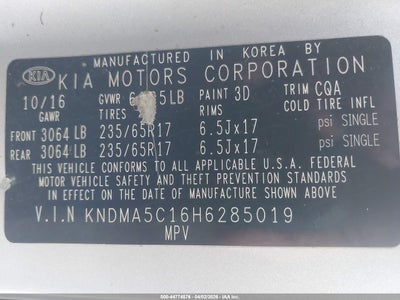 MANUFACTURED IN KOREA BY
KIA KIA MOTORS CORPORATION
10/16 GVWR LB PAINT 3D TRIM CQA
GAWR TIRES RIMS COLD TIRE INFL
FRONT 3064 LB 235/65R17 6.5Jx17 psi SINGLE
REAR 3064 LB 235/65R17 6.5Jx17 psi SINGLE
THIS VEHICLE CONFORMS TO ALL APPLICABLE U.S.A. FEDERAL
MOTOR VEHICLE SAFETY AND THEFT PREVENTION STANDARDS
IN EFFECT ON THE DATE OF MANUFACTURE SHOWN ABOVE.
V.I.N KNDMA5C16H6285019
MPV